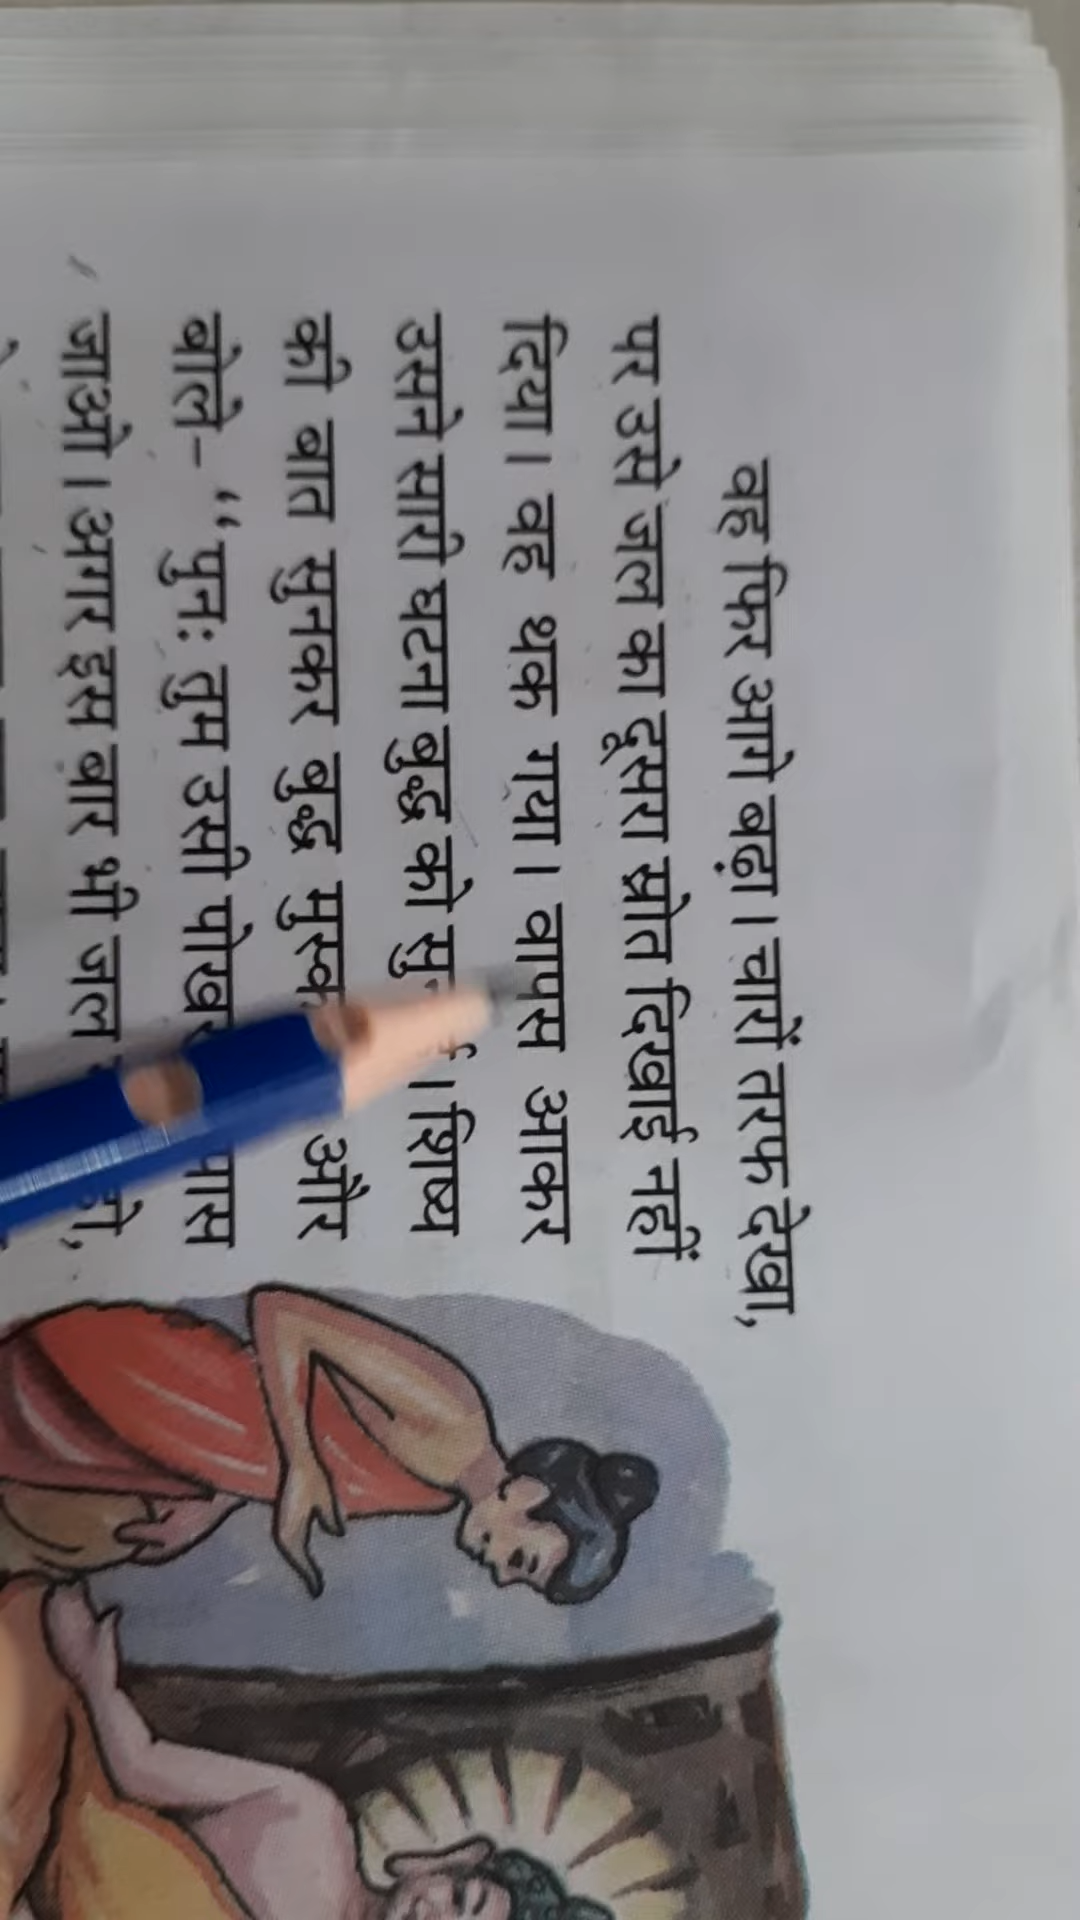 वह फिर आगे बढ़ा। चारों तरफ देखा,
पर उसे जल का दूसरा स्रोत दिखाई नहीं
दिया। वह थक गया। वापस आकर
उसने सारी घटना बुद्ध को । शिष्य
की बात सुनकर बुद्ध और
बोले- “पुनः तुम उसी पास
जाओ। अगर इस बार भी जल